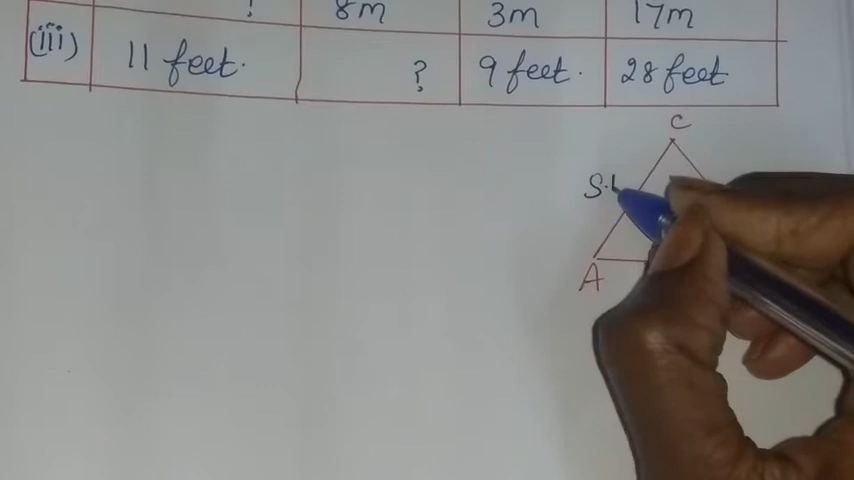 ? 8m 3m 17m
(iii) 11 feet. ? 9 feet. 28 feet
C
S.
A